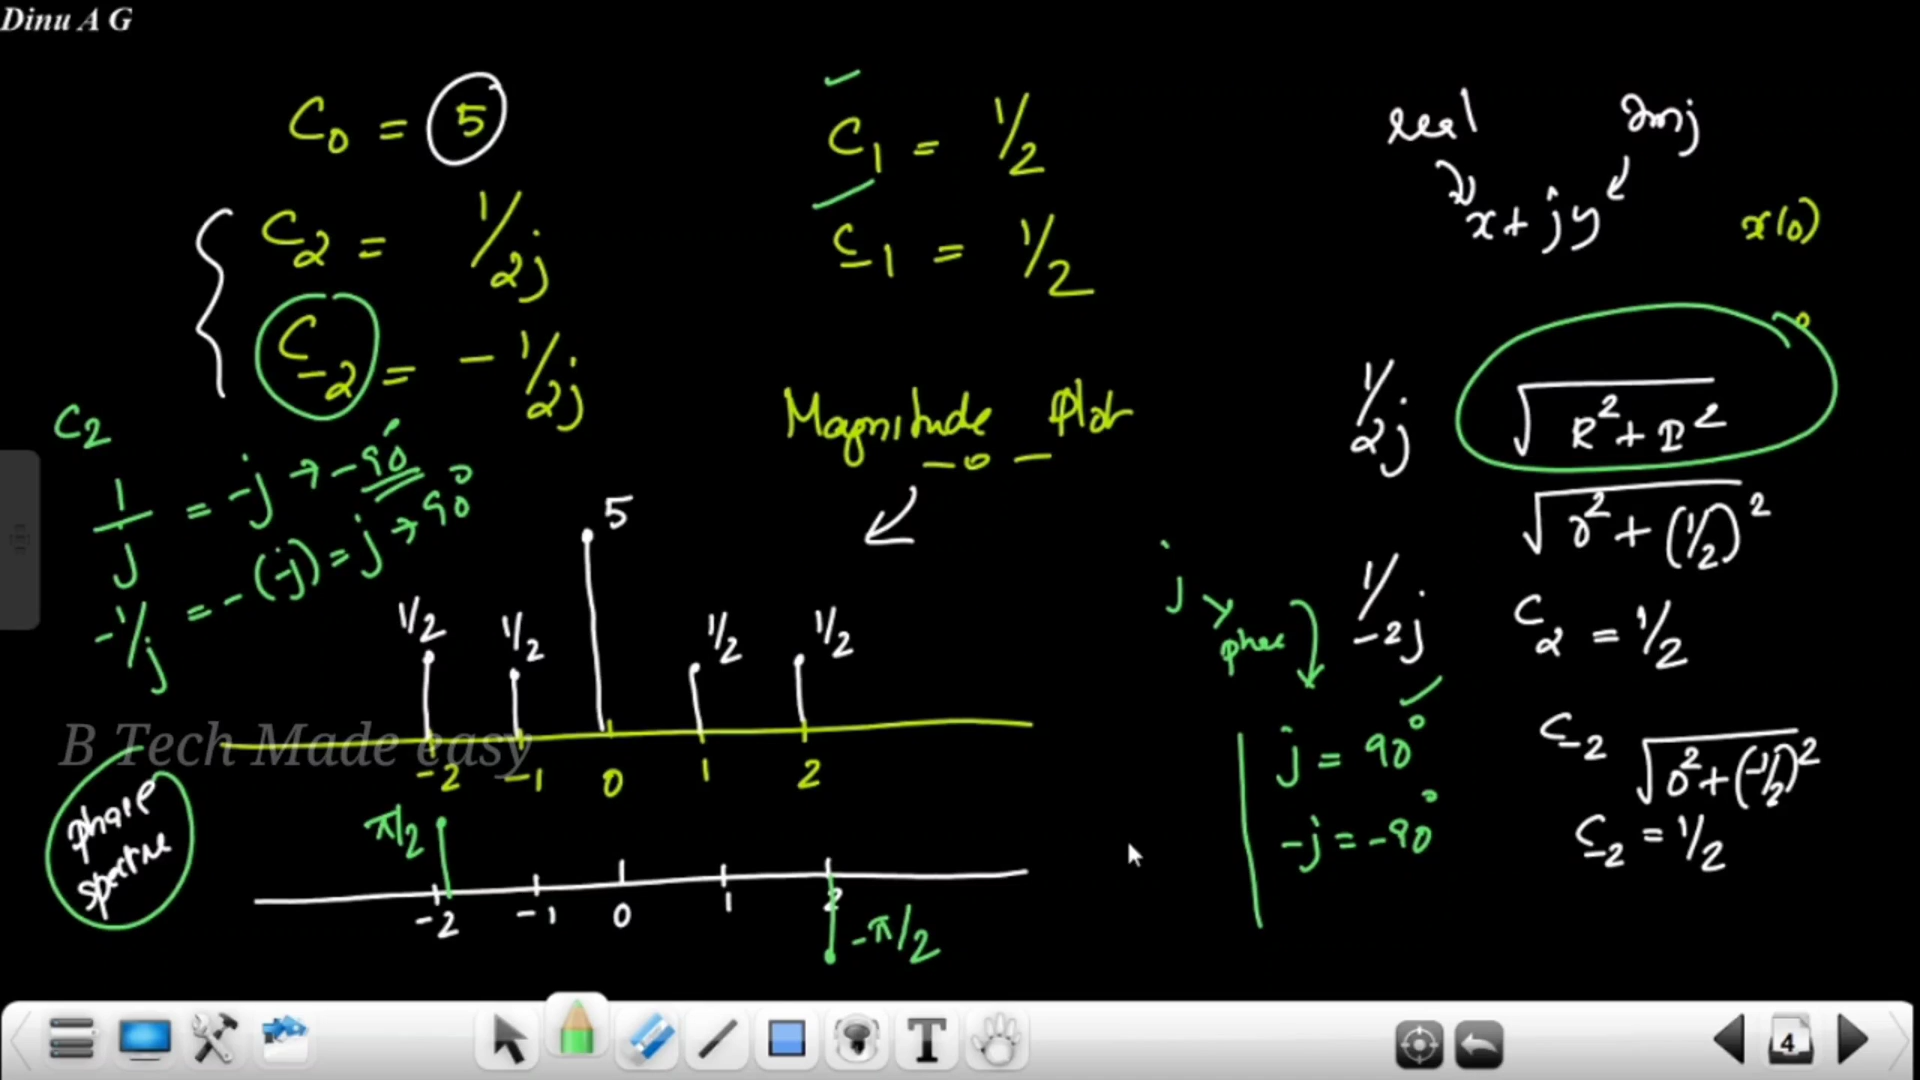 Dinu A G
C0 = 5
C2 = 1/2j
C-2 = - 1/2j
C1 = 1/2
C-1 = 1/2
real Imj
x + jy
x(0)
0
C2
1/j = -j → -90°
-1/j = -(-j) = j → 90°
Magnitude Plot
5
1/2 1/2 1/2 1/2
-2 -1 0 1 2
B Tech Made easy
phase
π/2
-2 -1 0 1 2
-π/2
1/2j √R²+I²
√0²+(1/2)²
j
1/-2j C2 = 1/2
j = 90°
-j = -90°
C-2 √0²+(-1/2)²
C-2 = 1/2
T
4